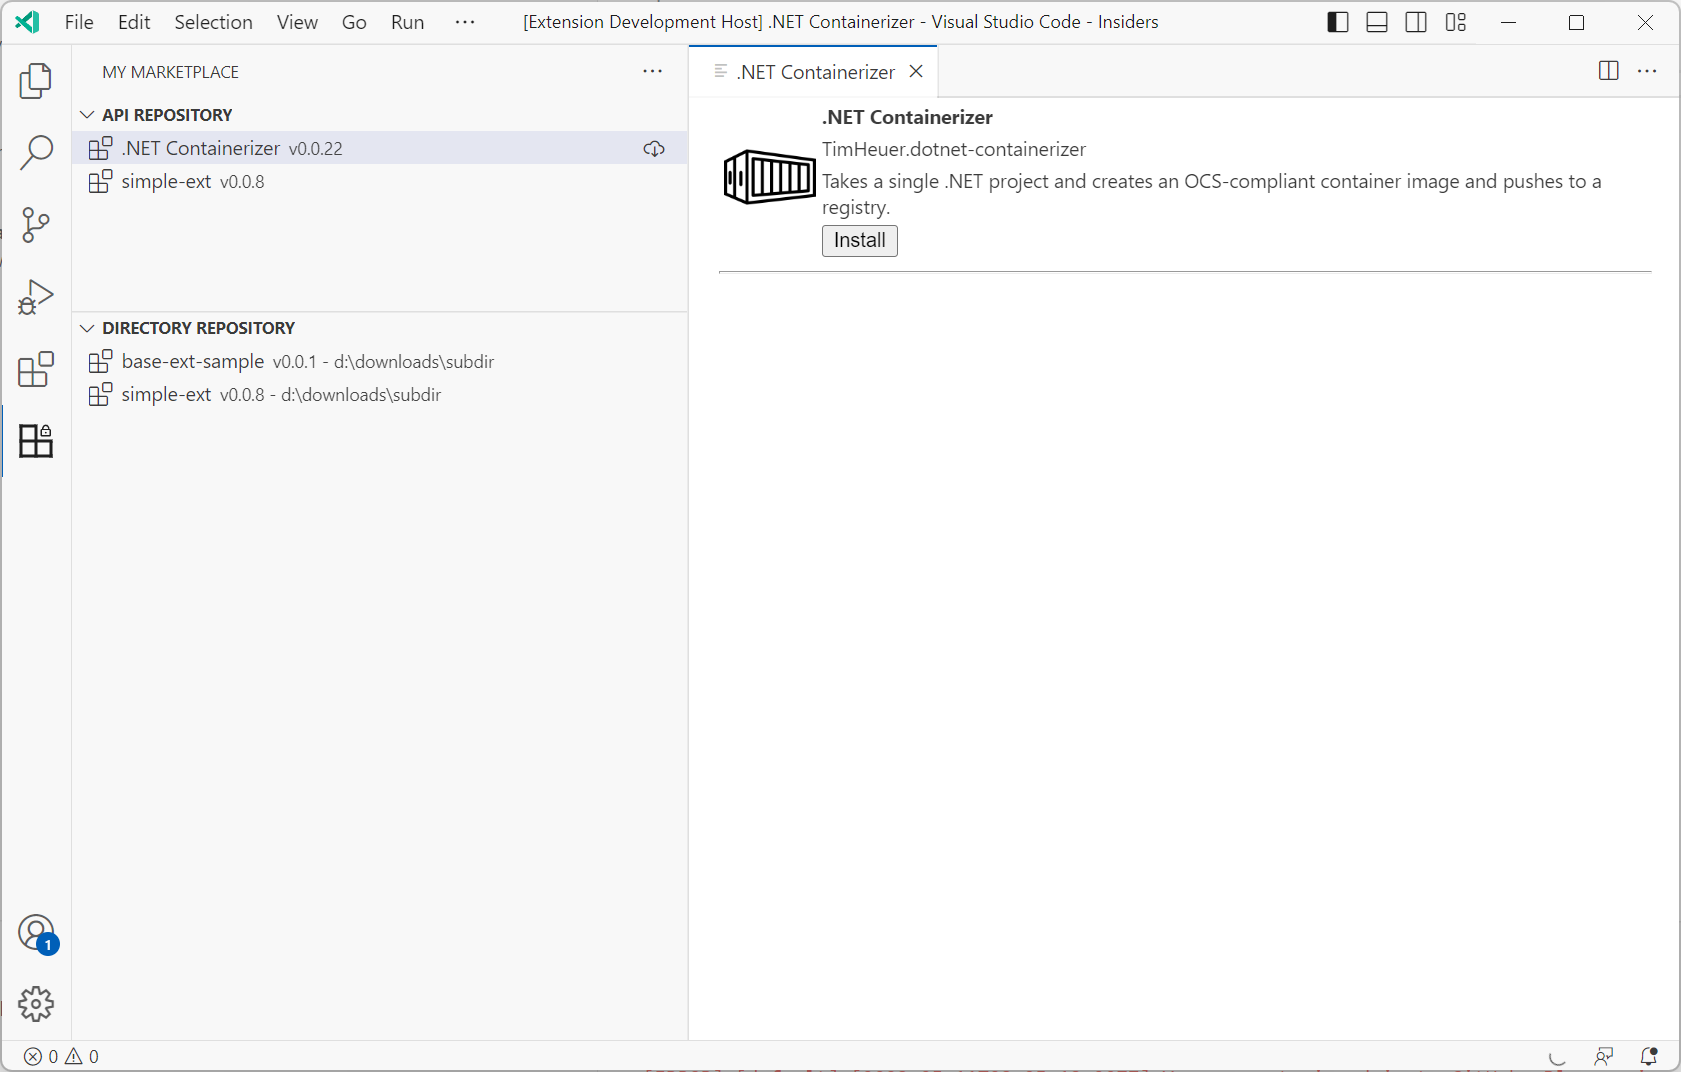 File Edit Selection View Go Run ··· [Extension Development Host] .NET Containerizer - Visual Studio Code - Insiders
MY MARKETPLACE
.NET Containerizer
API REPOSITORY
.NET Containerizer v0.0.22
simple-ext v0.0.8
DIRECTORY REPOSITORY
base-ext-sample v0.0.1 - d:\downloads\subdir
simple-ext v0.0.8 - d:\downloads\subdir
.NET Containerizer
TimHeuer.dotnet-containerizer
Takes a single .NET project and creates an OCS-compliant container image and pushes to a
registry.
Install
1
0 0